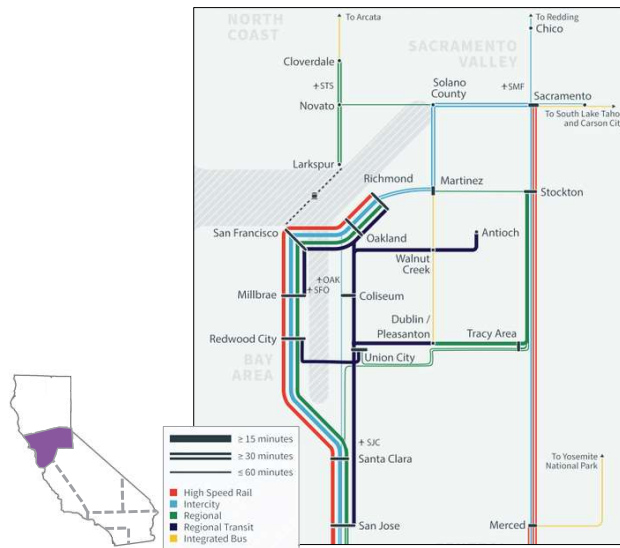 NORTH
COAST
To Arcata
To Redding
Chico
SACRAMENTO
VALLEY
Cloverdale
STS
Solano
County
SMF
Sacramento
Novato
To South Lake Taho
and Carson Cit
Larkspur
Richmond
Martinez
Stockton
San Francisco
Oakland
Antioch
Walnut
Creek
OAK
SFO
Millbrae
Coliseum
Dublin /
Pleasanton
Tracy Area
Redwood City
Union City
BAY
AREA
SJC
Santa Clara
To Yosemite
National Park
San Jose
Merced
≥ 15 minutes
≥ 30 minutes
≤ 60 minutes
High Speed Rail
Intercity
Regional
Regional Transit
Integrated Bus